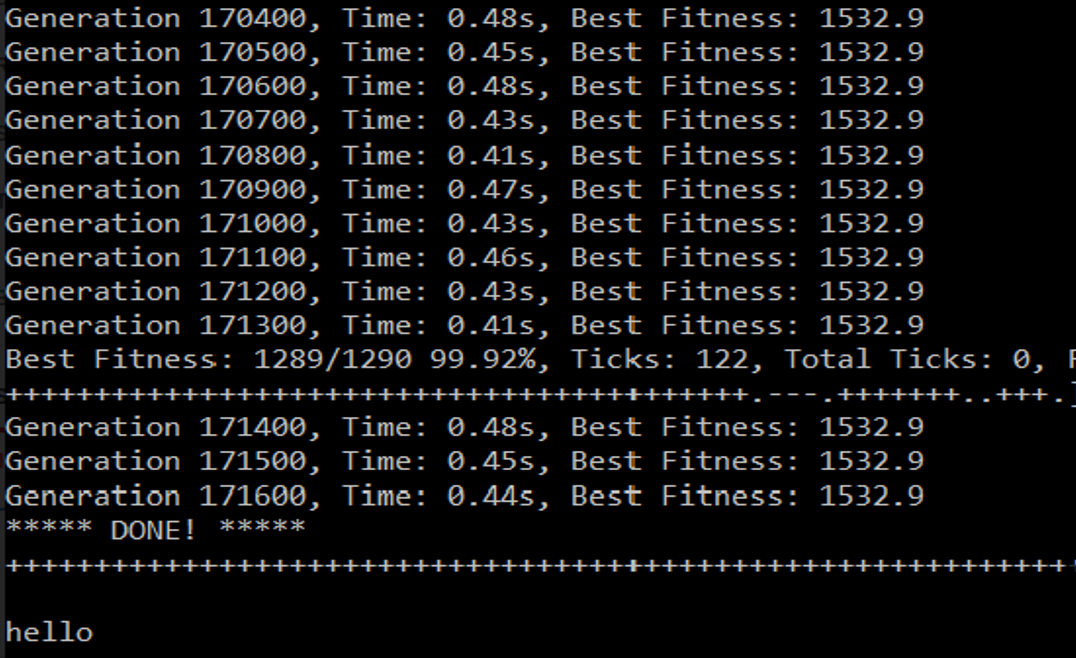 Generation 170400, Time: 0.48s, Best Fitness: 1532.9
Generation 170500, Time: 0.45s, Best Fitness: 1532.9
Generation 170600, Time: 0.48s, Best Fitness: 1532.9
Generation 170700, Time: 0.43s, Best Fitness: 1532.9
Generation 170800, Time: 0.41s, Best Fitness: 1532.9
Generation 170900, Time: 0.47s, Best Fitness: 1532.9
Generation 171000, Time: 0.43s, Best Fitness: 1532.9
Generation 171100, Time: 0.46s, Best Fitness: 1532.9
Generation 171200, Time: 0.43s, Best Fitness: 1532.9
Generation 171300, Time: 0.41s, Best Fitness: 1532.9
Best Fitness: 1289/1290 99.92%, Ticks: 122, Total Ticks: 0,
++++++++++++++++++++++++++++++++++++++++++.---.+++++++..+++.]
Generation 171400, Time: 0.48s, Best Fitness: 1532.9
Generation 171500, Time: 0.45s, Best Fitness: 1532.9
Generation 171600, Time: 0.44s, Best Fitness: 1532.9
***** DONE! *****
++++++++++++++++++++++++++++++++++++++++++++++++++++++++++++
hello